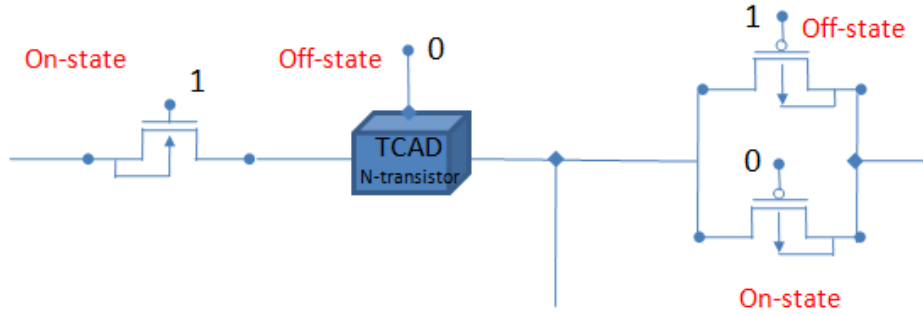 On-state
1
Off-state
0
TCAD
N-transistor
1
Off-state
0
On-state